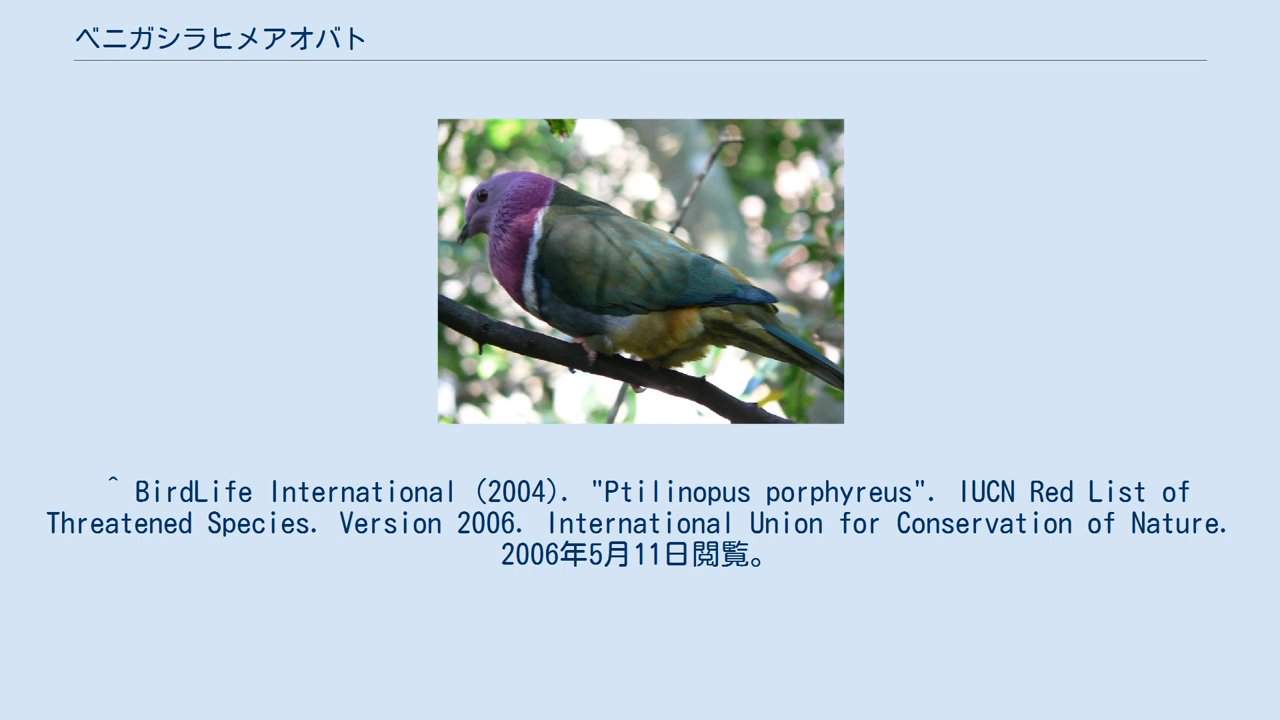 ベニガシラヒメアオバト
^ BirdLife International (2004). "Ptilinopus porphyreus". IUCN Red List of
Threatened Species. Version 2006. International Union for Conservation of Nature.
2006年5月11日閲覧。